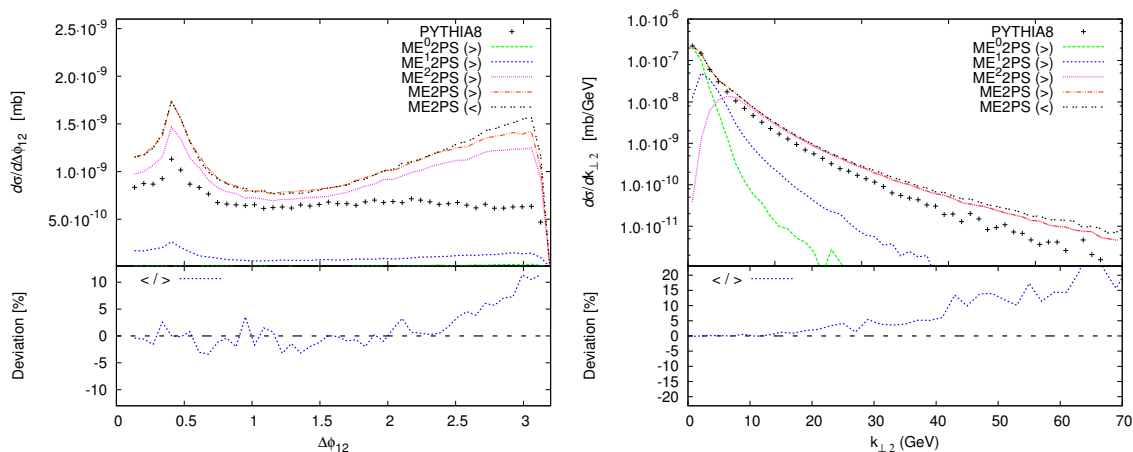 2.5·10⁻⁹
2.0·10⁻⁹
1.5·10⁻⁹
1.0·10⁻⁹
5.0·10⁻¹⁰
dσ/dΔϕ₁₂ [mb]
PYTHIA8
ME⁰2PS (>)
ME¹2PS (>)
ME²2PS (>)
ME2PS (>)
ME2PS (<)
10
5
0
-5
-10
Deviation [%]
< / >
0 0.5 1 1.5 2 2.5 3
Δϕ₁₂
1.0·10⁻⁶
1.0·10⁻⁷
1.0·10⁻⁸
1.0·10⁻⁹
1.0·10⁻¹⁰
1.0·10⁻¹¹
dσ/dk⊥₂ [mb/GeV]
PYTHIA8
ME⁰2PS (>)
ME¹2PS (>)
ME²2PS (>)
ME2PS (>)
ME2PS (<)
20
15
10
5
0
-5
-10
-15
-20
Deviation [%]
< / >
0 10 20 30 40 50 60 70
k⊥₂ (GeV)